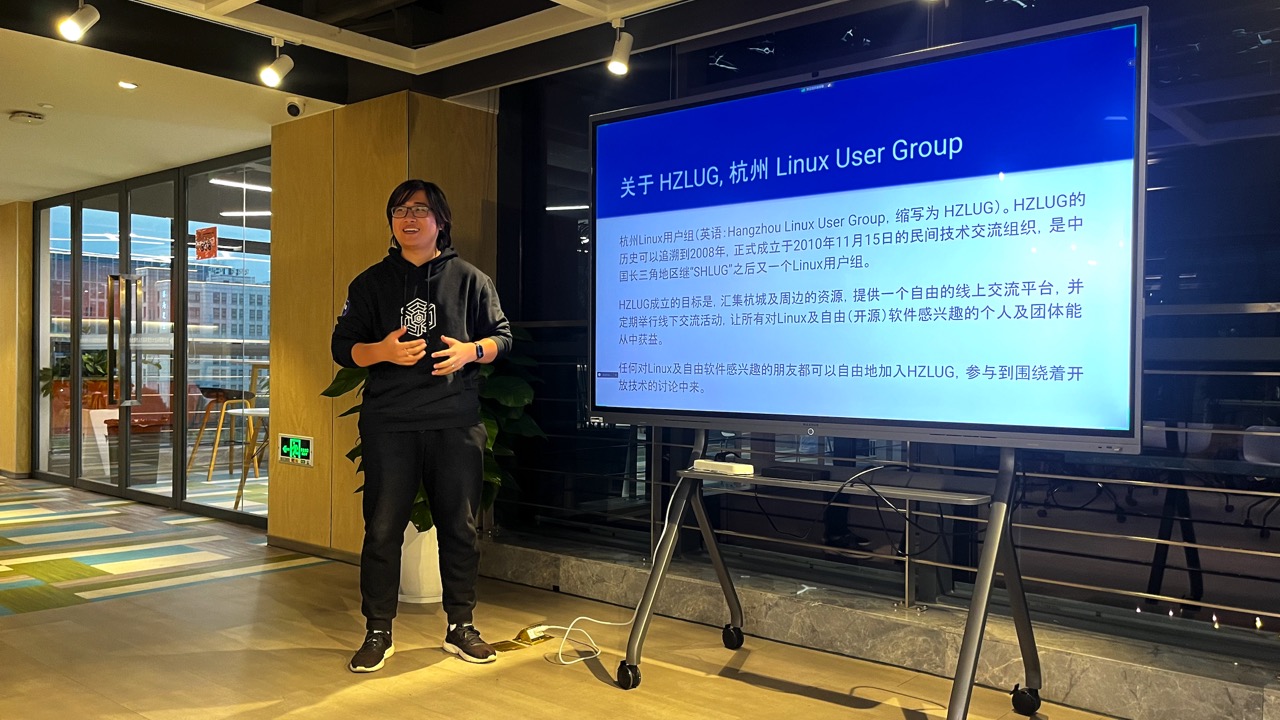 关于 HZLUG, 杭州 Linux User Group
杭州Linux用户组(英语:Hangzhou Linux User Group, 缩写为 HZLUG)。HZLUG的
历史可以追溯到2008年, 正式成立于2010年11月15日的民间技术交流组织, 是中
国长三角地区继"SHLUG"之后又一个Linux用户组。
HZLUG成立的目标是, 汇集杭城及周边的资源, 提供一个自由的线上交流平台, 并
定期举行线下交流活动, 让所有对Linux及自由(开源)软件感兴趣的个人及团体能
从中获益。
任何对Linux及自由软件感兴趣的朋友都可以自由地加入HZLUG, 参与到围绕着开
放技术的讨论中来。